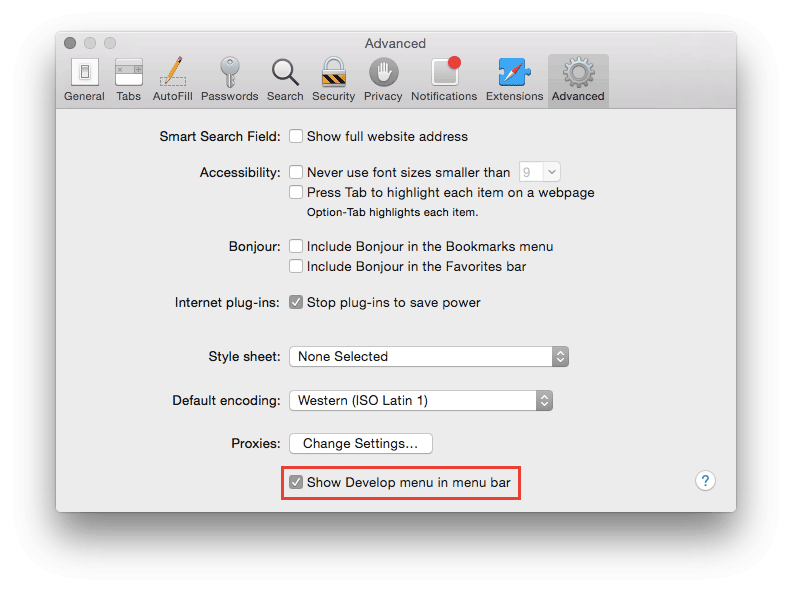 Advanced
General Tabs AutoFill Passwords Search Security Privacy Notifications Extensions Advanced
Smart Search Field: Show full website address
Accessibility: Never use font sizes smaller than 9
Press Tab to highlight each item on a webpage
Option-Tab highlights each item.
Bonjour: Include Bonjour in the Bookmarks menu
Include Bonjour in the Favorites bar
Internet plug-ins: Stop plug-ins to save power
Style sheet: None Selected
Default encoding: Western (ISO Latin 1)
Proxies: Change Settings...
Show Develop menu in menu bar ?